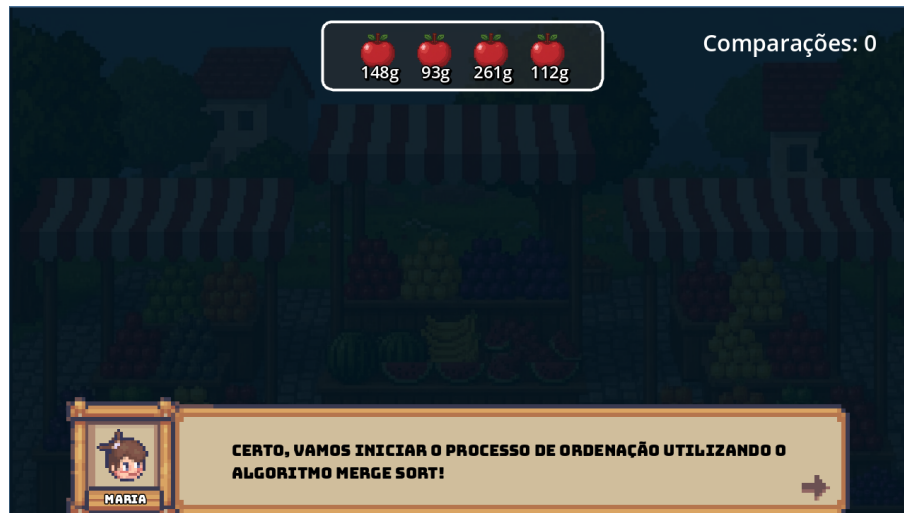 Comparações: 0
148g 93g 261g 112g
CERTO, VAMOS INICIAR O PROCESSO DE ORDENAÇÃO UTILIZANDO O
ALGORITMO MERGE SORT!
MARIA